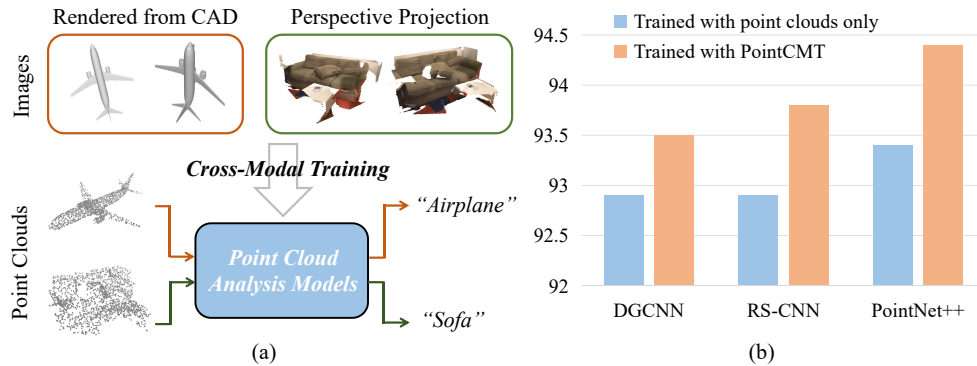 Rendered from CAD
Perspective Projection
Images
Cross-Modal Training
Point Clouds
Point Cloud
Analysis Models
“Airplane”
“Sofa”
(a)
Trained with point clouds only
Trained with PointCMT
94.5
94
93.5
93
92.5
92
DGCNN
RS-CNN
PointNet++
(b)